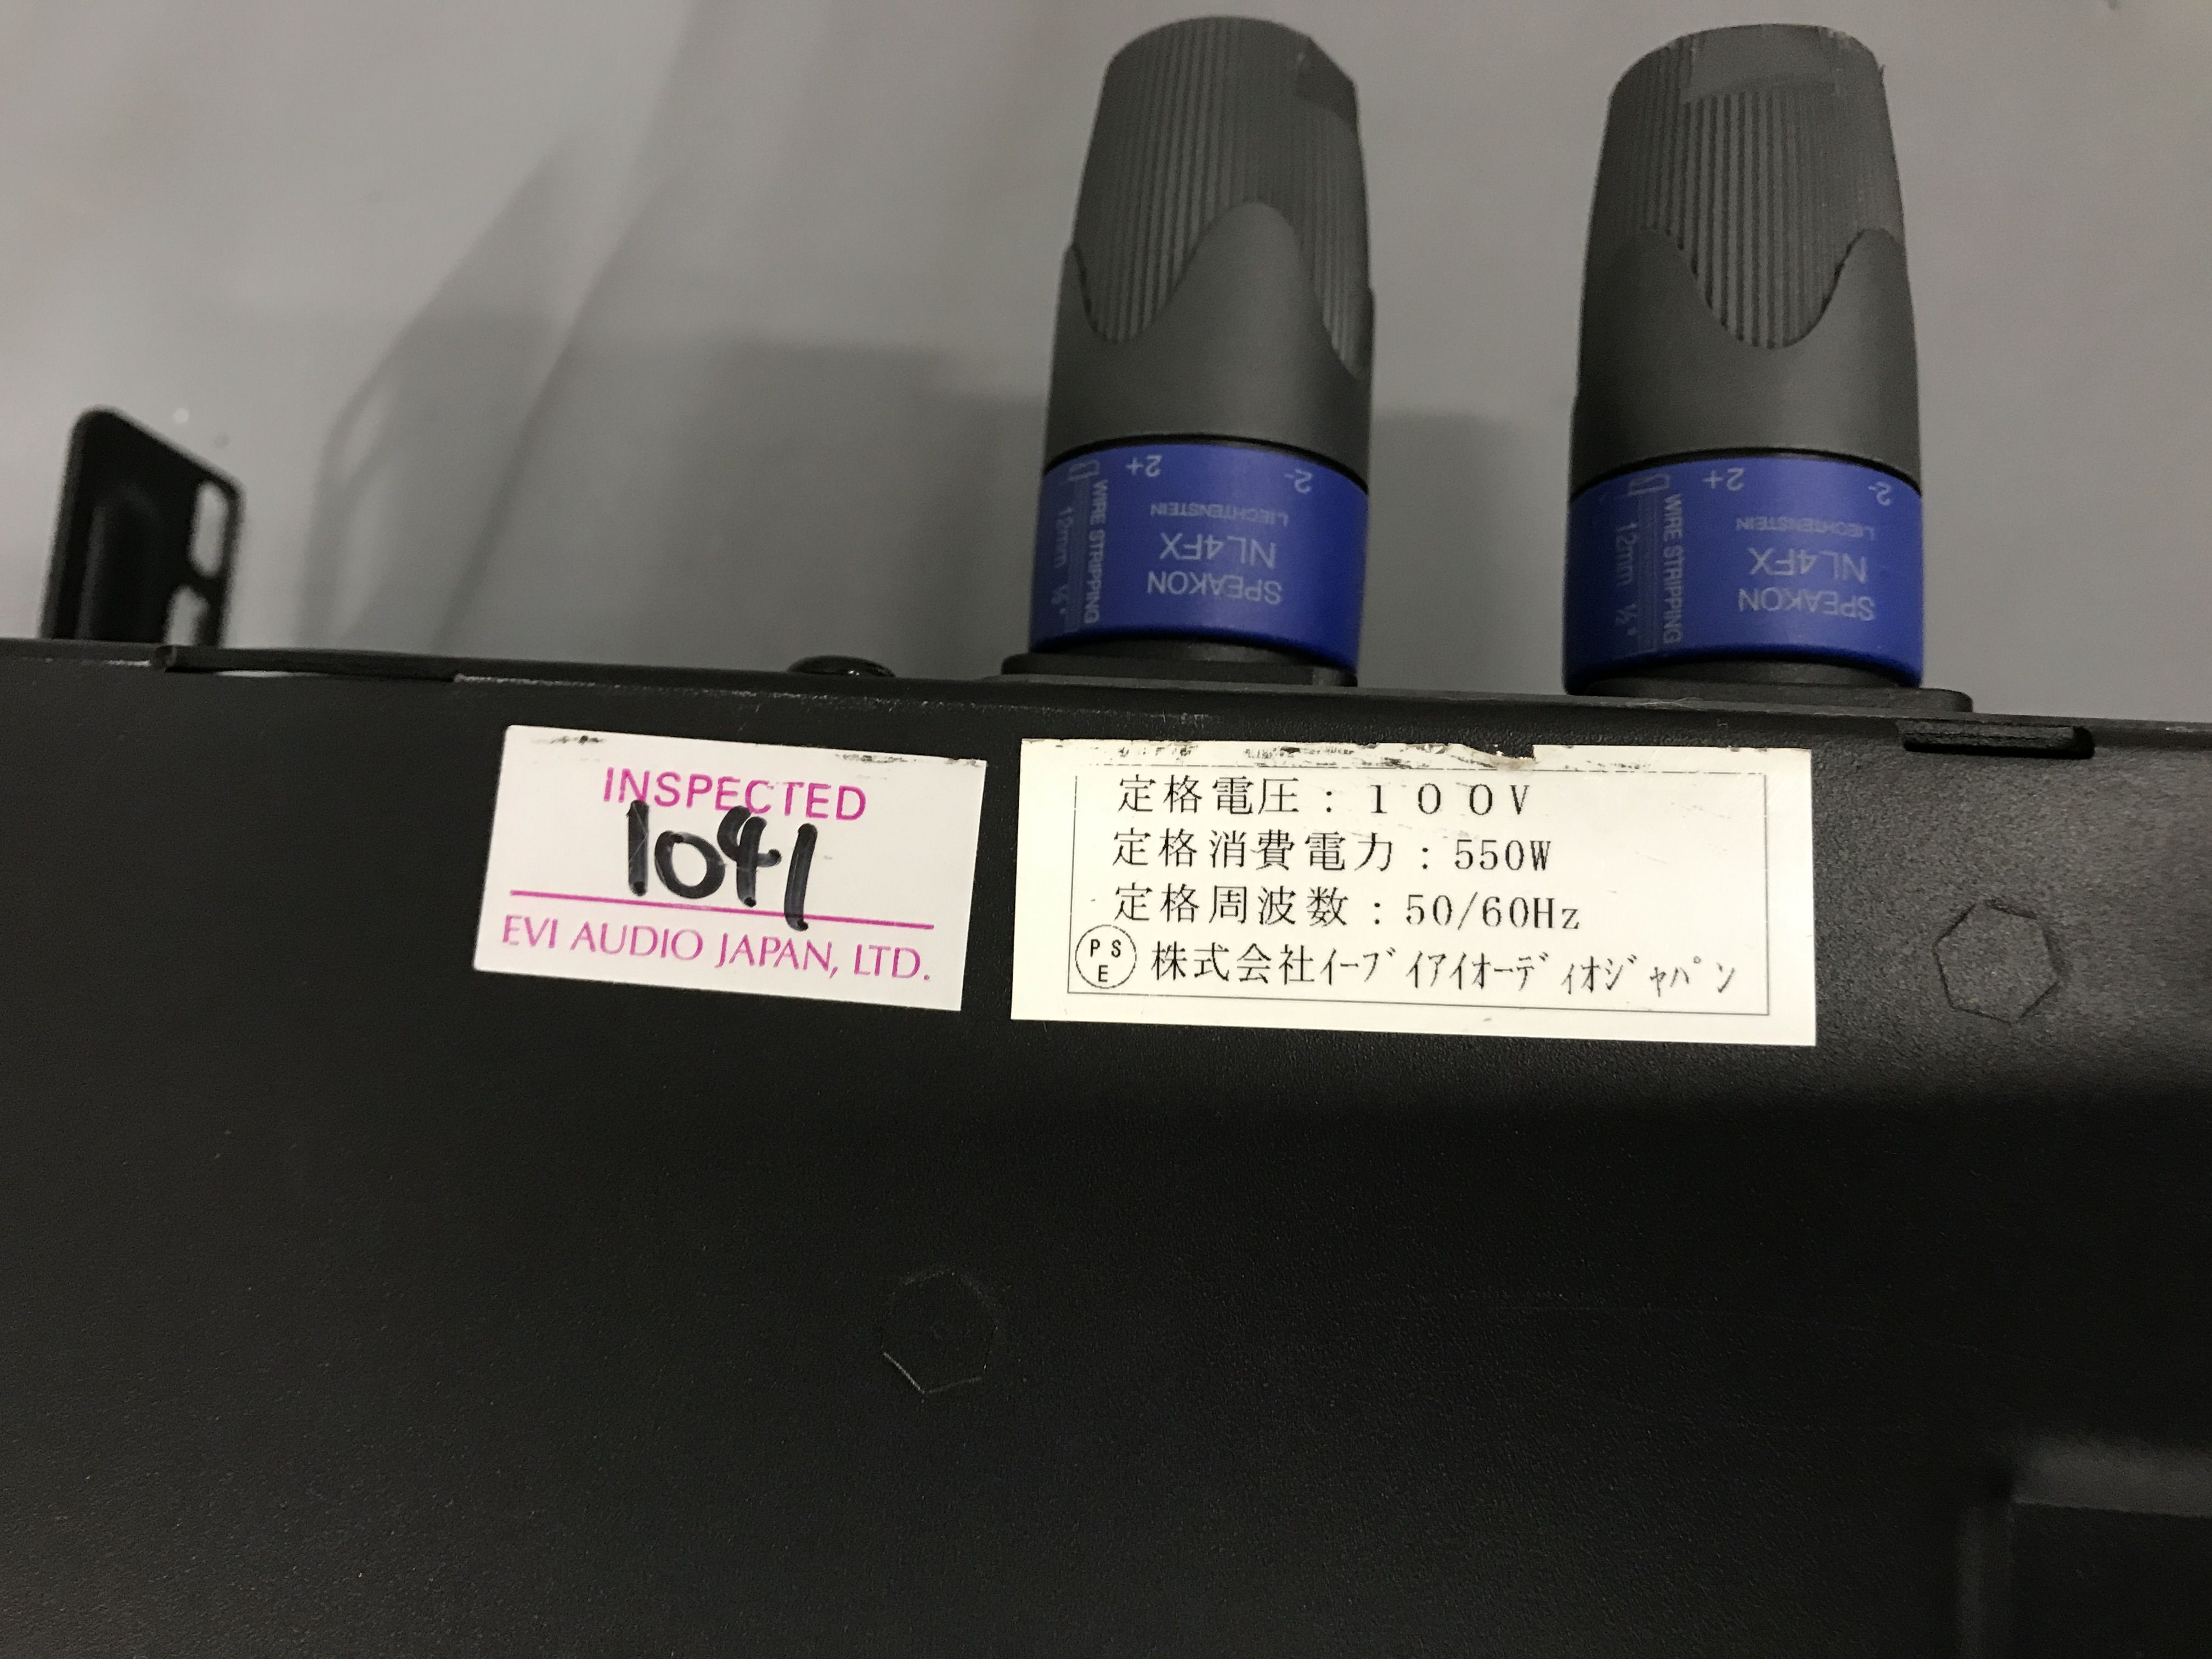 2+
2-
LIECHTENSTEIN
NL4FX
SPEAKON
WIRE STRIPPING
12mm ½"
2+
2-
LIECHTENSTEIN
NL4FX
SPEAKON
WIRE STRIPPING
12mm ½"
INSPECTED
1041
EVI AUDIO JAPAN, LTD.
定格電圧:１００V
定格消費電力:550W
定格周波数:50/60Hz
PSE 株式会社ｲｰﾌﾞｲｱｲｵｰﾃﾞｨｵｼﾞｬﾊﾟﾝ